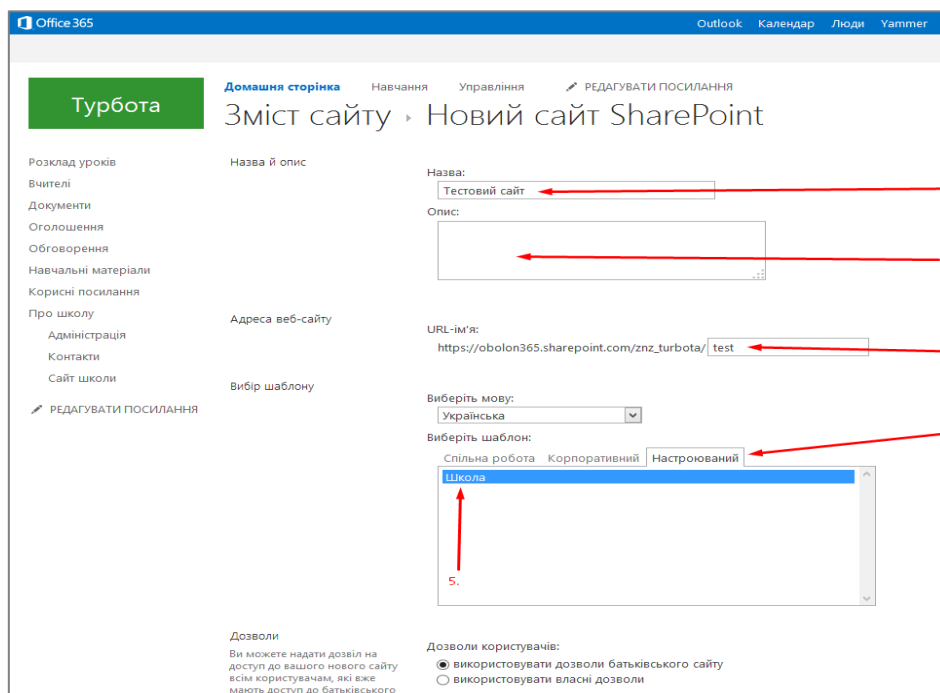 Office 365
Outlook Календар Люди Yammer
Турбота
Домашня сторінка Навчання Управління РЕДАГУВАТИ ПОСИЛАННЯ
Зміст сайту Новий сайт SharePoint
Розклад уроків
Вчителі
Документи
Оголошення
Обговорення
Навчальні матеріали
Корисні посилання
Про школу
Адміністрація
Контакти
Сайт школи
РЕДАГУВАТИ ПОСИЛАННЯ
Назва й опис
Назва:
Тестовий сайт
Опис:
Адреса веб-сайту
URL-ім'я:
https://obolon365.sharepoint.com/znz_turbota/ test
Вибір шаблону
Виберіть мову:
Українська
Виберіть шаблон:
Спільна робота Корпоративний Настроюваний
Школа
5.
Дозволи
Ви можете надати дозвіл на
доступ до вашого нового сайту
всім користувачам, які вже
мають доступ до батьківського
Дозволи користувачів:
використовувати дозволи батьківського сайту
використовувати власні дозволи